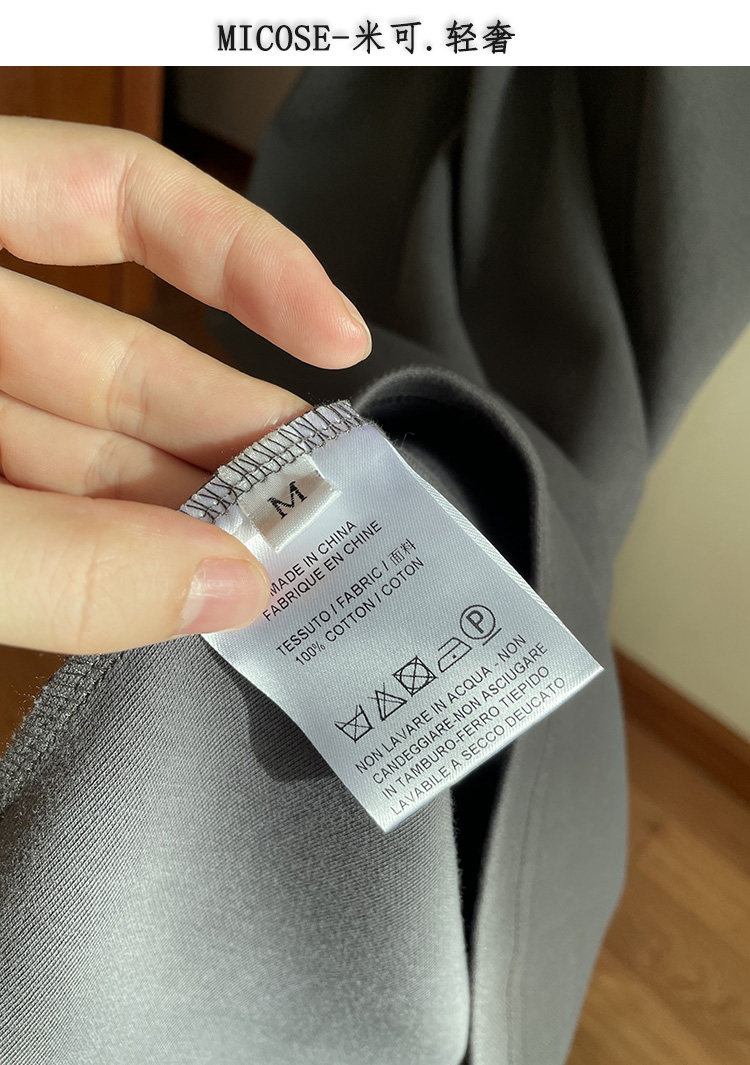 MICOSE-米可.轻奢
M
MADE IN CHINA
FABRIQUE EN CHINE
TESSUTO / FABRIC / 面料
100% COTTON / COTON
P
NON LAVARE IN ACQUA - NON
CANDEGGIARE-NON ASCIUGARE
IN TAMBURO-FERRO TIEPIDO
LAVABILE A SECCO DEUCATO